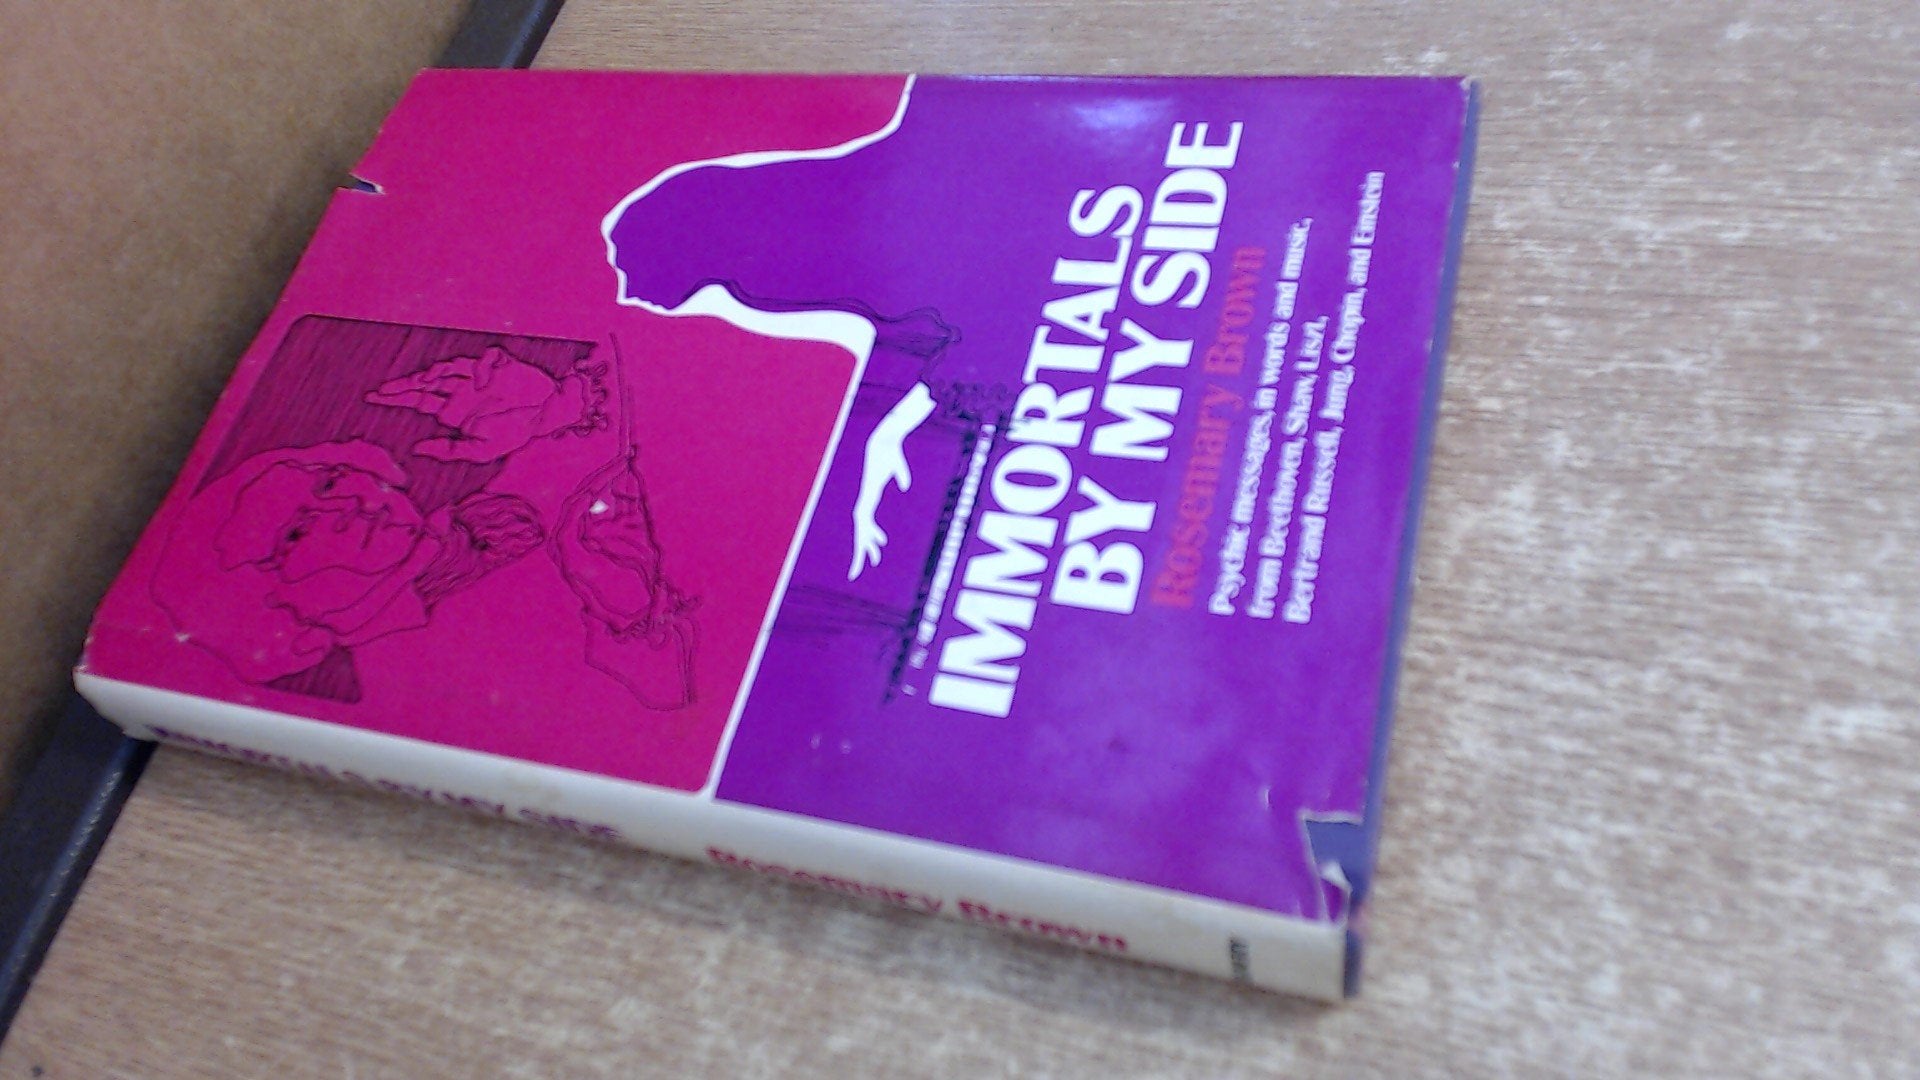 IMMORTALS
BY MY SIDE
Rosemary Brown
Psychic messages, in words and music,
from Beethoven, Shaw, Liszt,
Bertrand Russell, Jung, Chopin, and Einstein
IMMORTALS BY MY SIDE
Rosemary Brown